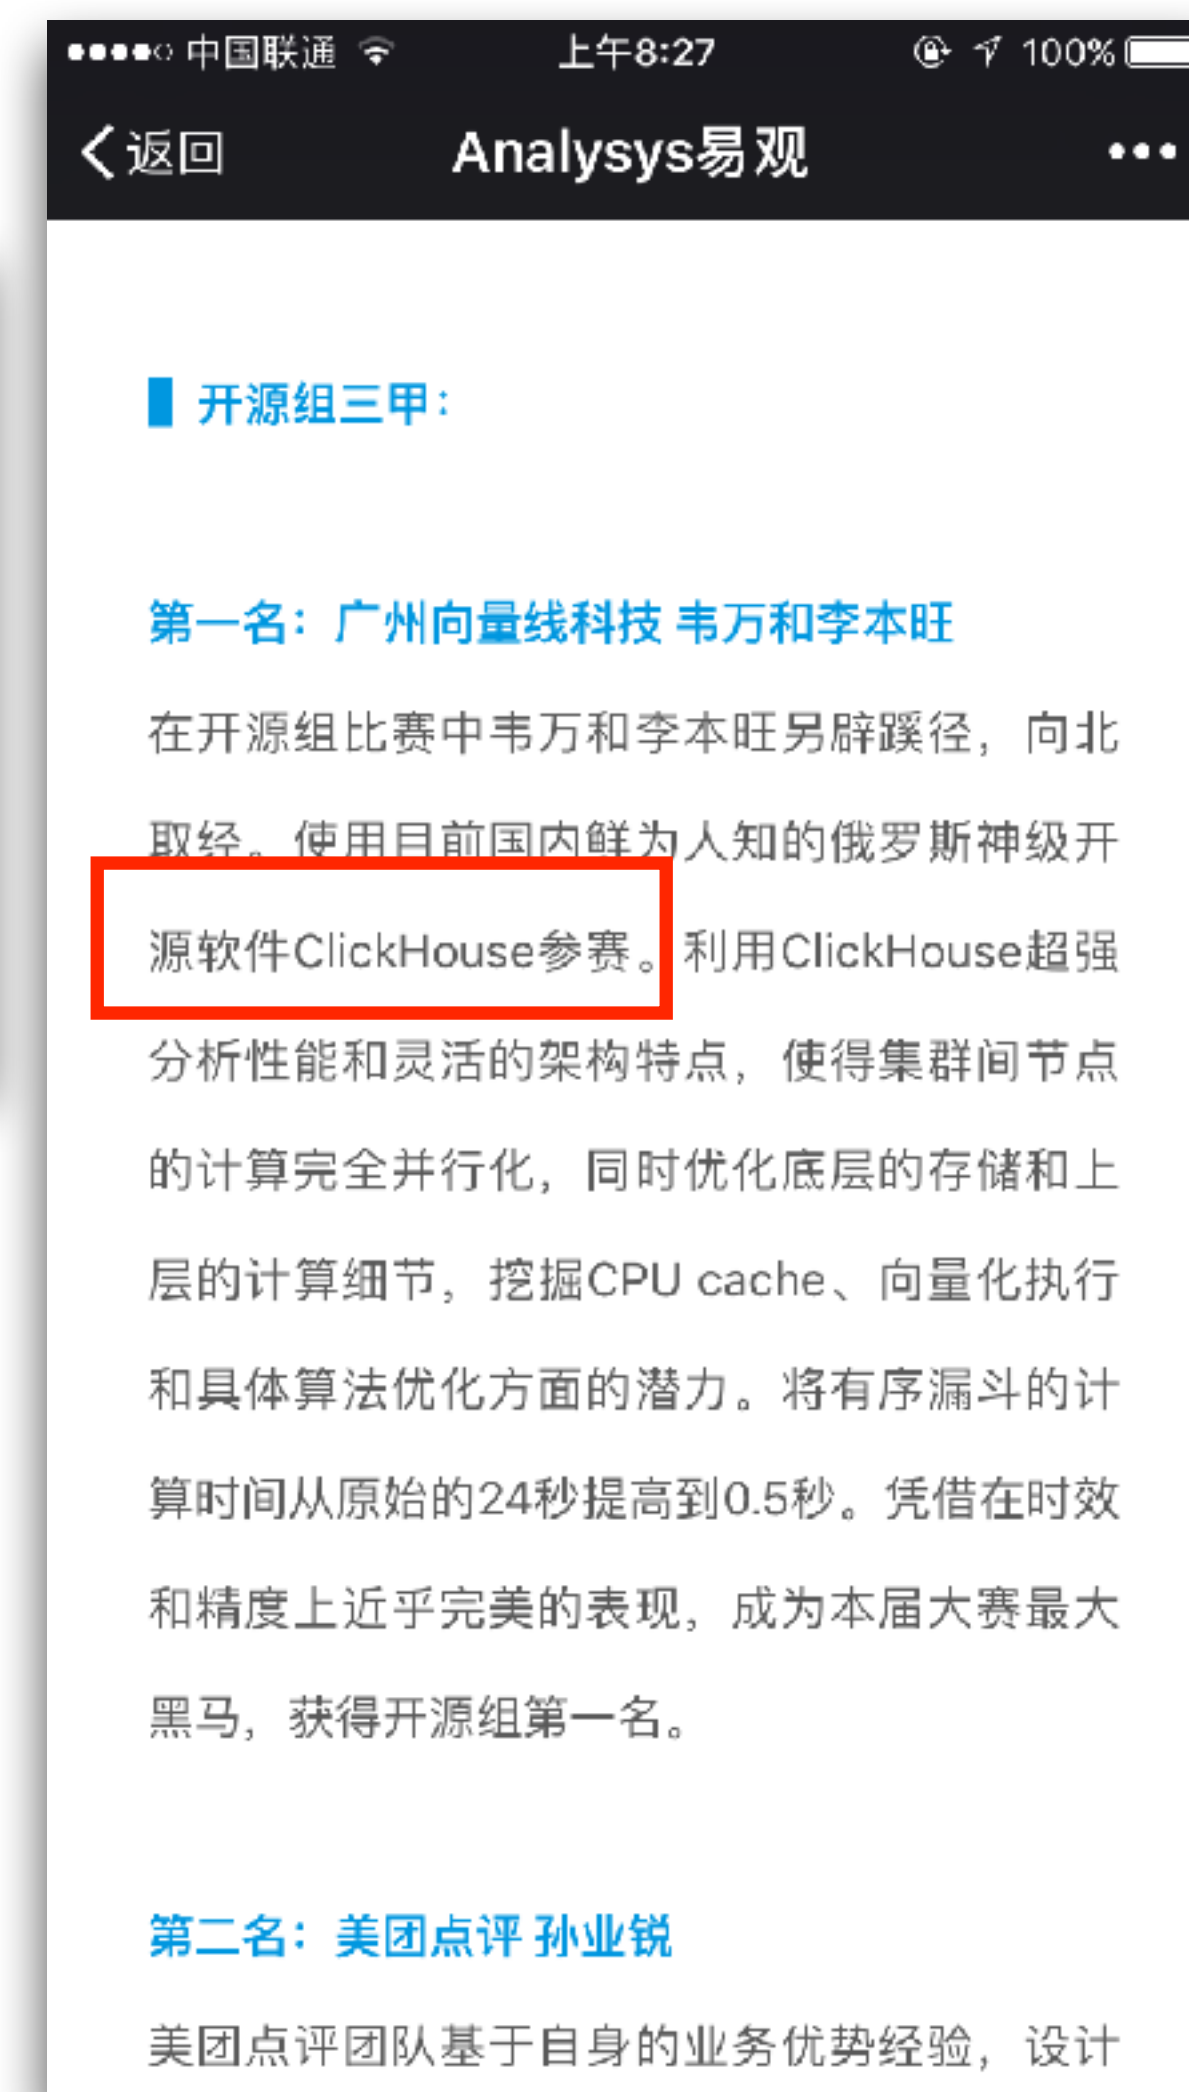 中国联通 上午8:27 100%
返回 Analysys易观
开源组三甲：
第一名：广州向量线科技 韦万和李本旺
在开源组比赛中韦万和李本旺另辟蹊径，向北
取经。使用目前国内鲜为人知的俄罗斯神级开
源软件ClickHouse参赛。利用ClickHouse超强
分析性能和灵活的架构特点，使得集群间节点
的计算完全并行化，同时优化底层的存储和上
层的计算细节，挖掘CPU cache、向量化执行
和具体算法优化方面的潜力。将有序漏斗的计
算时间从原始的24秒提高到0.5秒。凭借在时效
和精度上近乎完美的表现，成为本届大赛最大
黑马，获得开源组第一名。
第二名：美团点评 孙业锐
美团点评团队基于自身的业务优势经验，设计